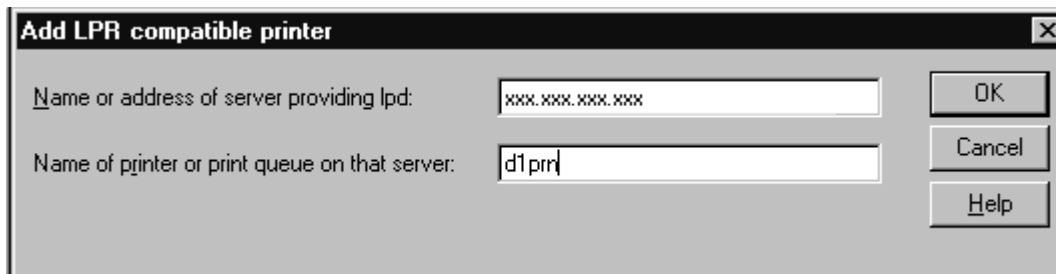 Add LPR compatible printer
Name or address of server providing lpd: xxx.xxx.xxx.xxx OK
Name of printer or print queue on that server: d1prn Cancel
Help